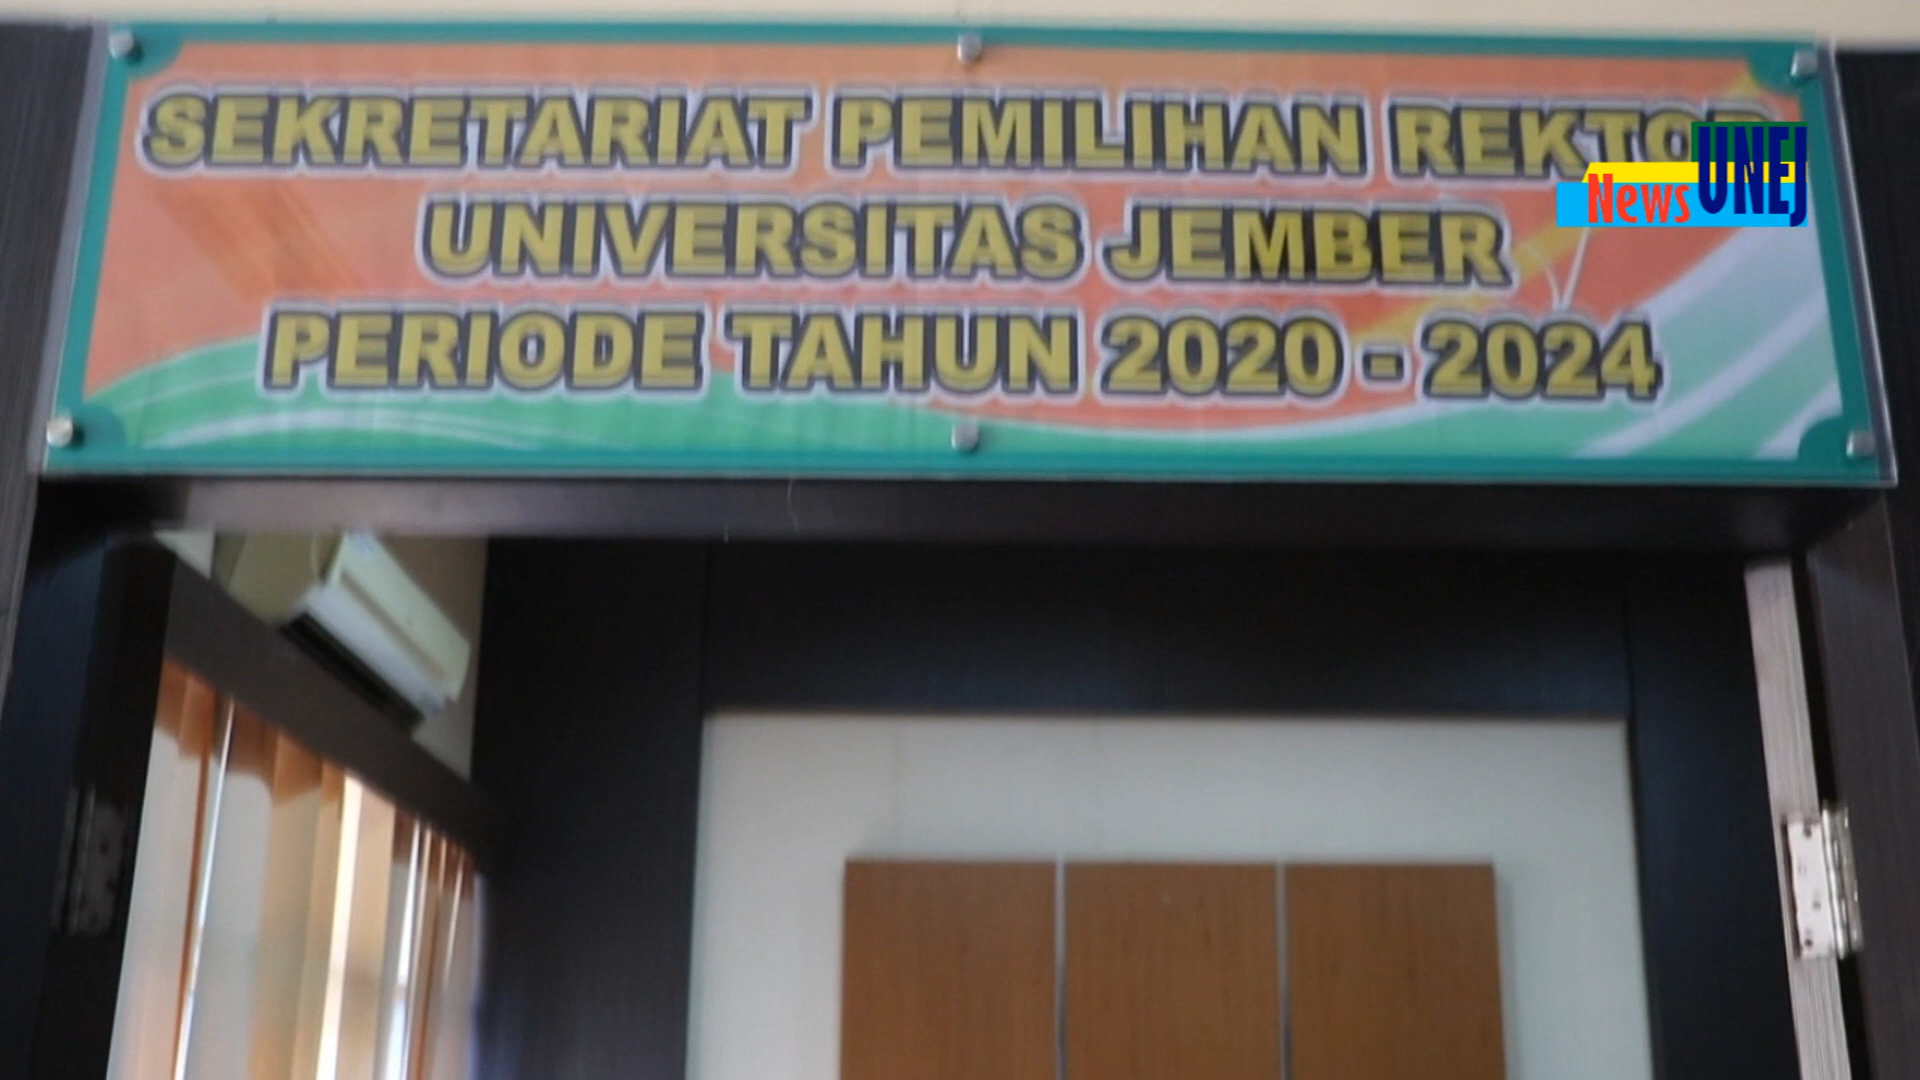 SEKRETARIAT PEMILIHAN REKTOR
UNIVERSITAS JEMBER
PERIODE TAHUN 2020 - 2024
News UNEJ